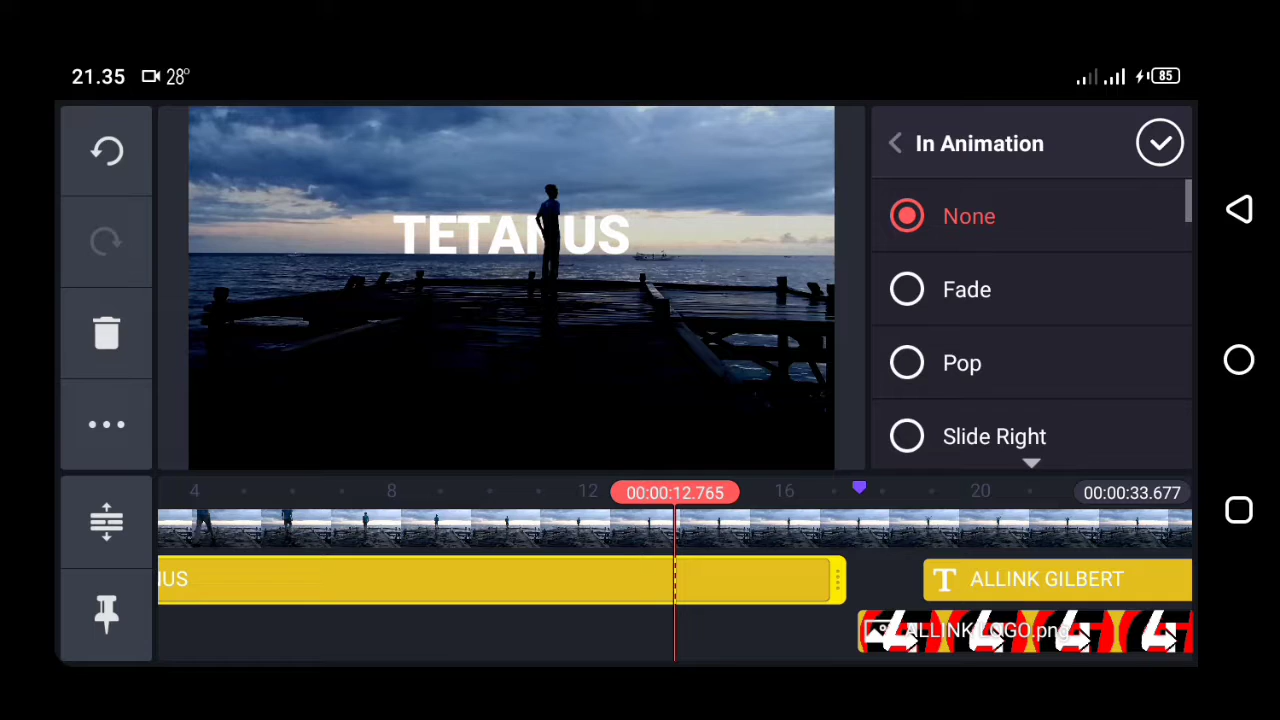 21.35 28°
85
In Animation
None
TETANUS
Fade
Pop
Slide Right
4 8 12 00:00:12.765 16 20 00:00:33.677
NUS
T ALLINK GILBERT
ALLINK LOGO.png